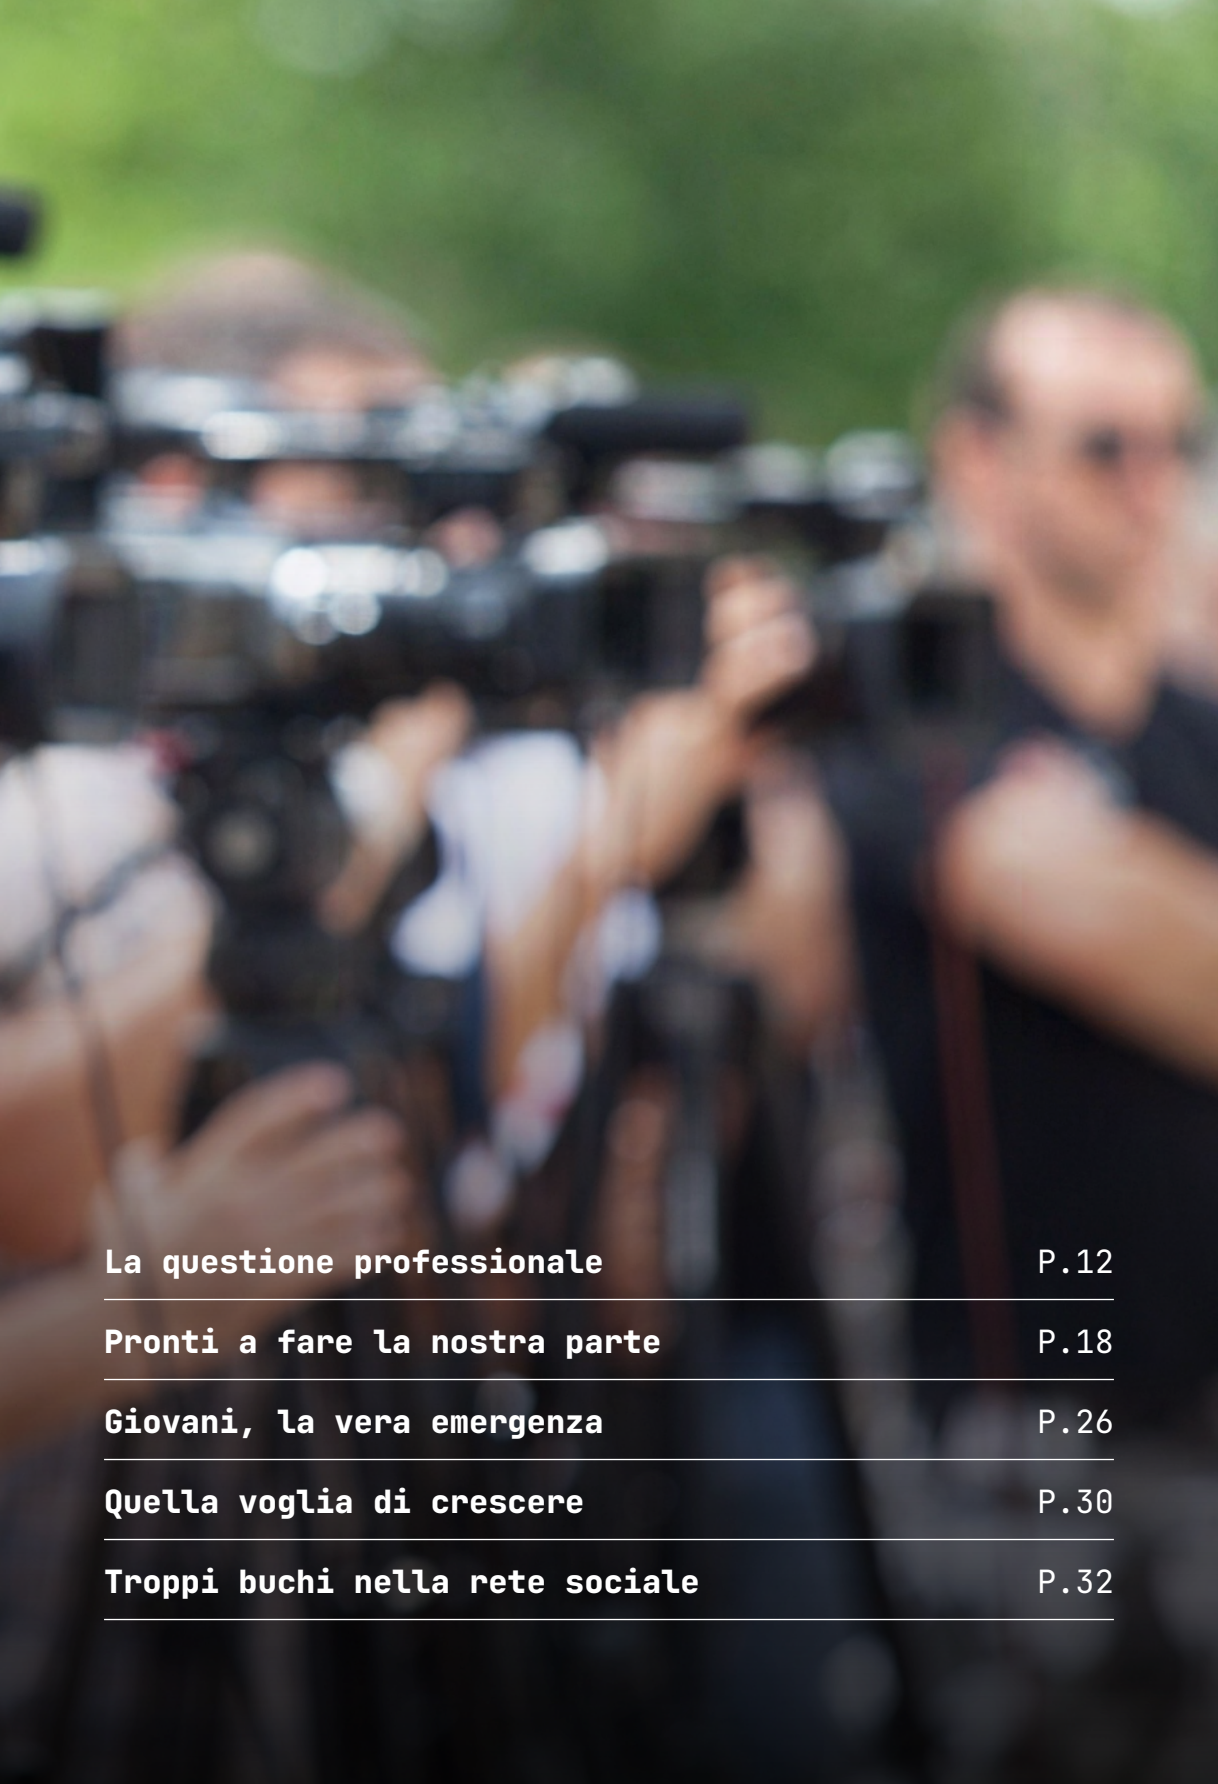 La questione professionale P.12
Pronti a fare la nostra parte P.18
Giovani, la vera emergenza P.26
Quella voglia di crescere P.30
Troppi buchi nella rete sociale P.32